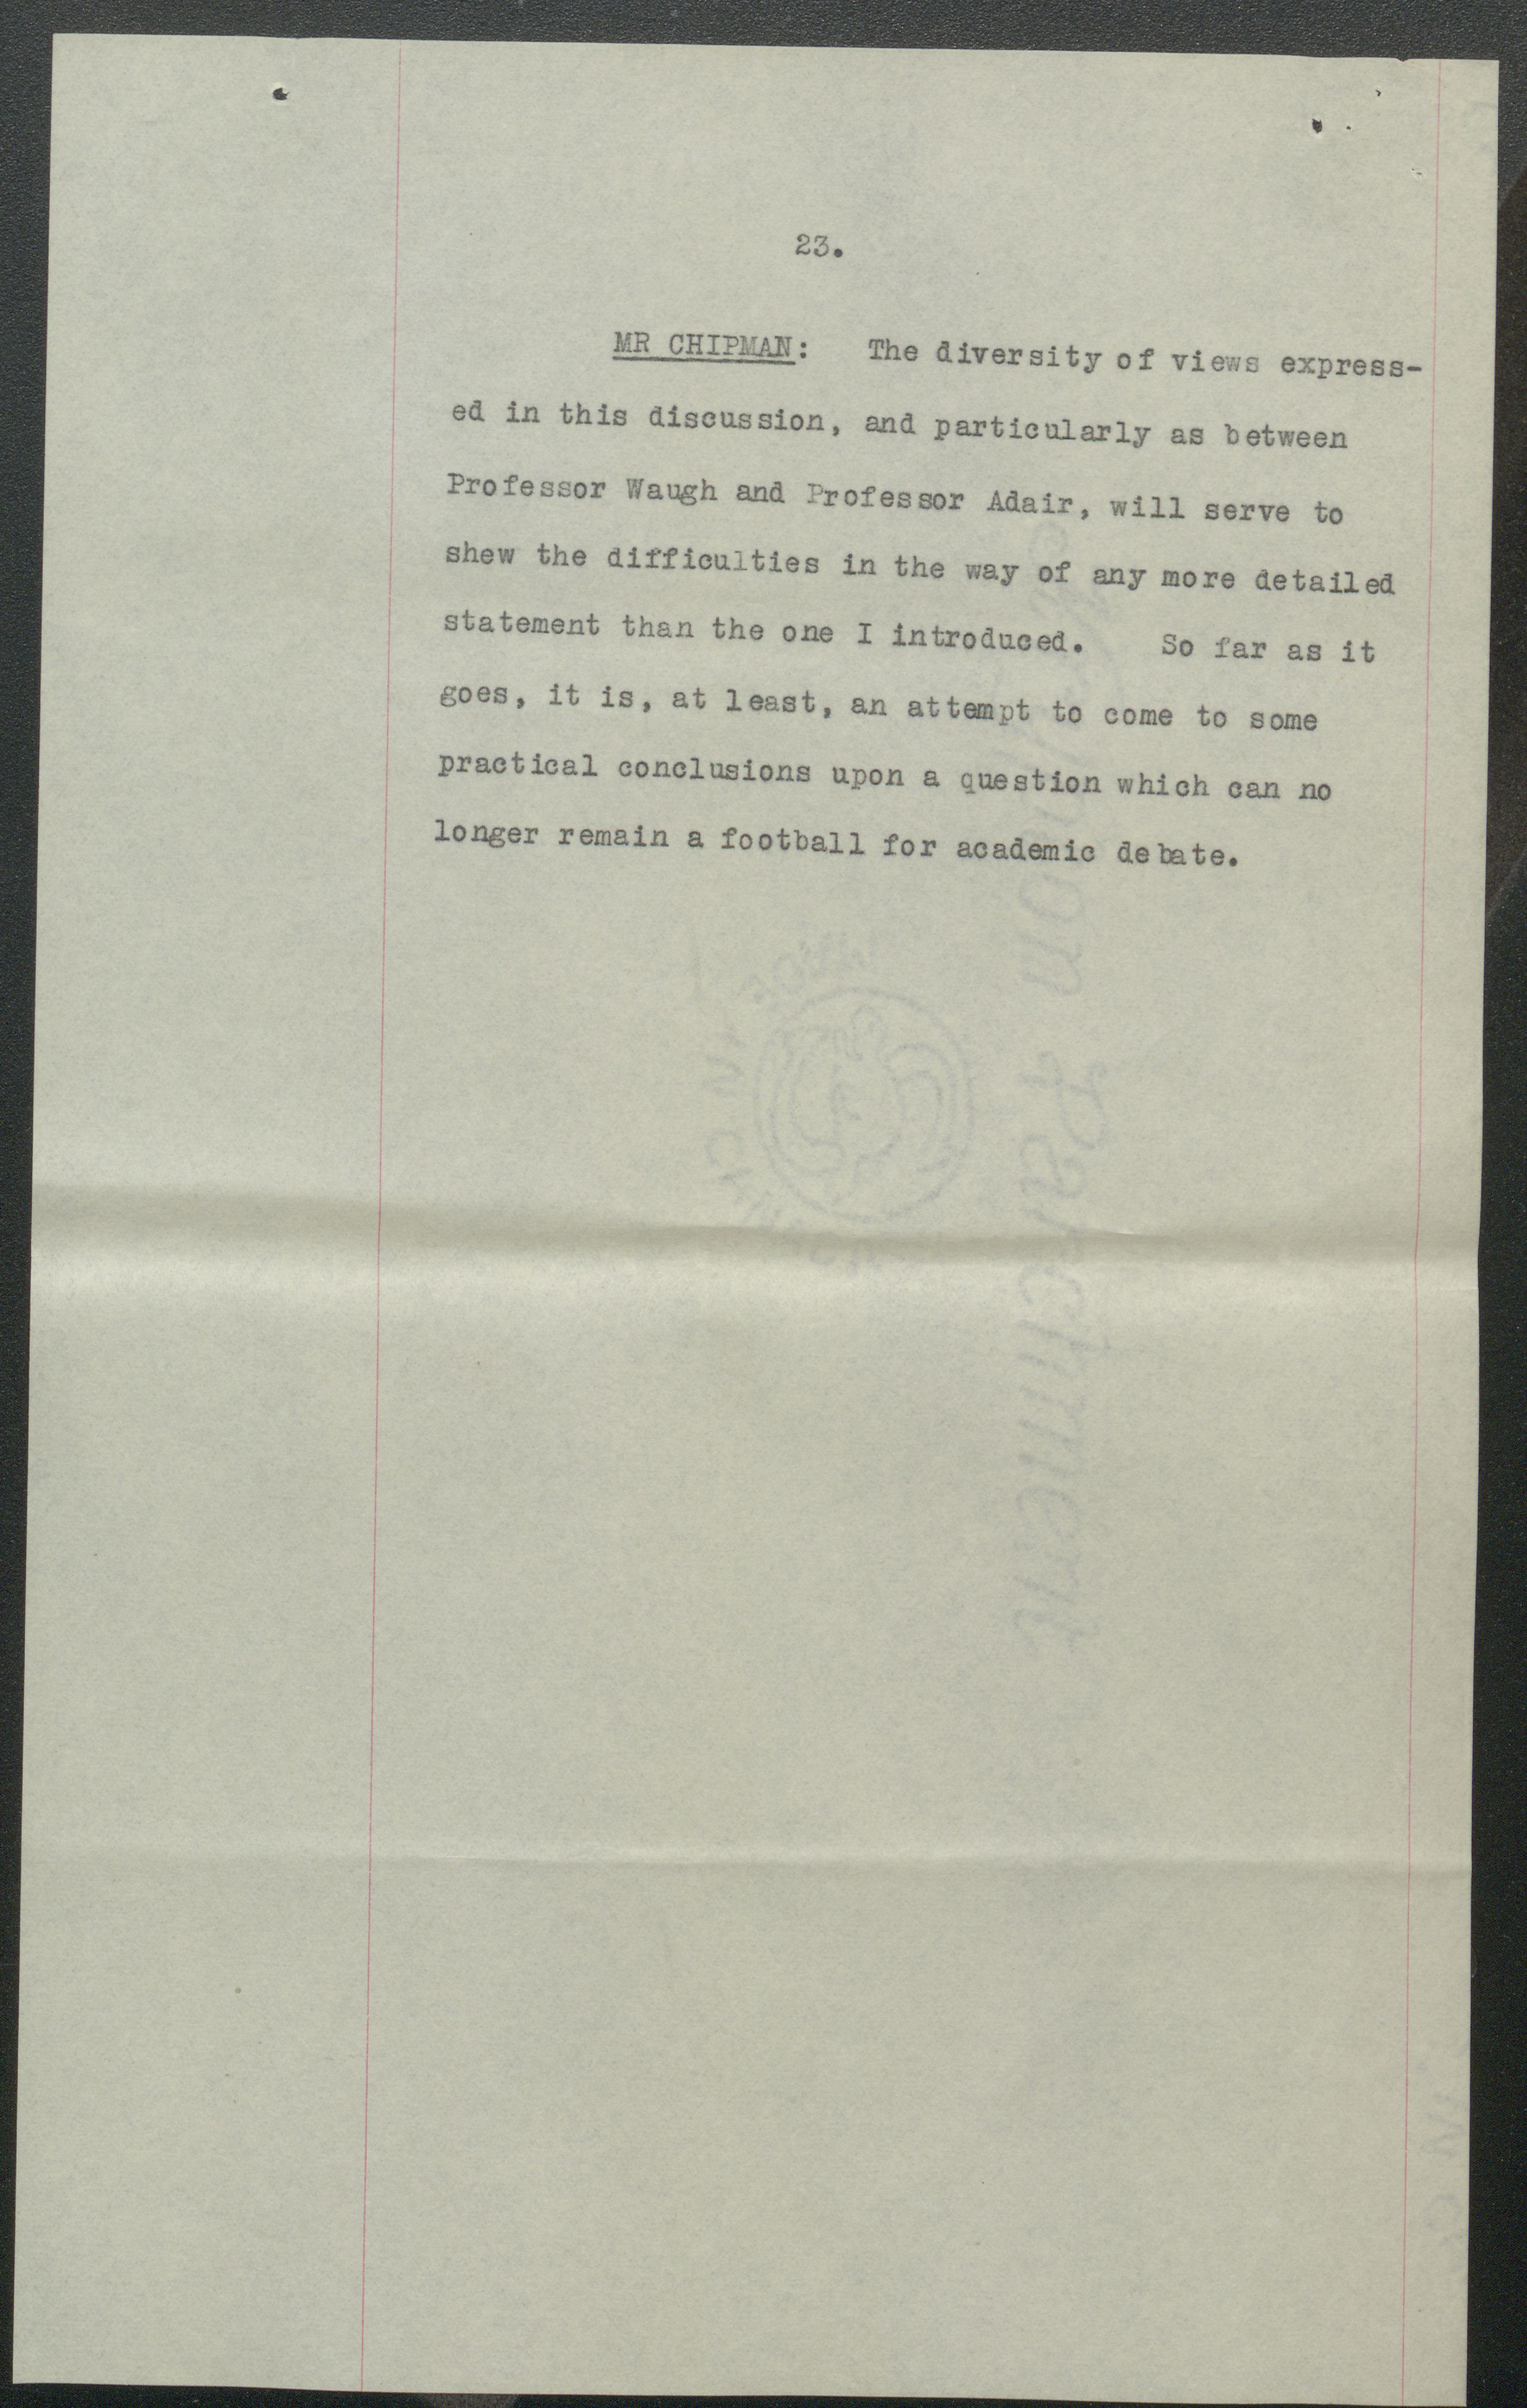 23.
MR CHIPMAN: The diversity of views express-
ed in this discussion, and particularly as between
Professor Waugh and Professor Adair, will serve to
shew the difficulties in the way of any more detailed
statement than the one I introduced. So far as it
goes, it is, at least, an attempt to come to some
practical conclusions upon a question which can no
longer remain a football for academic debate.